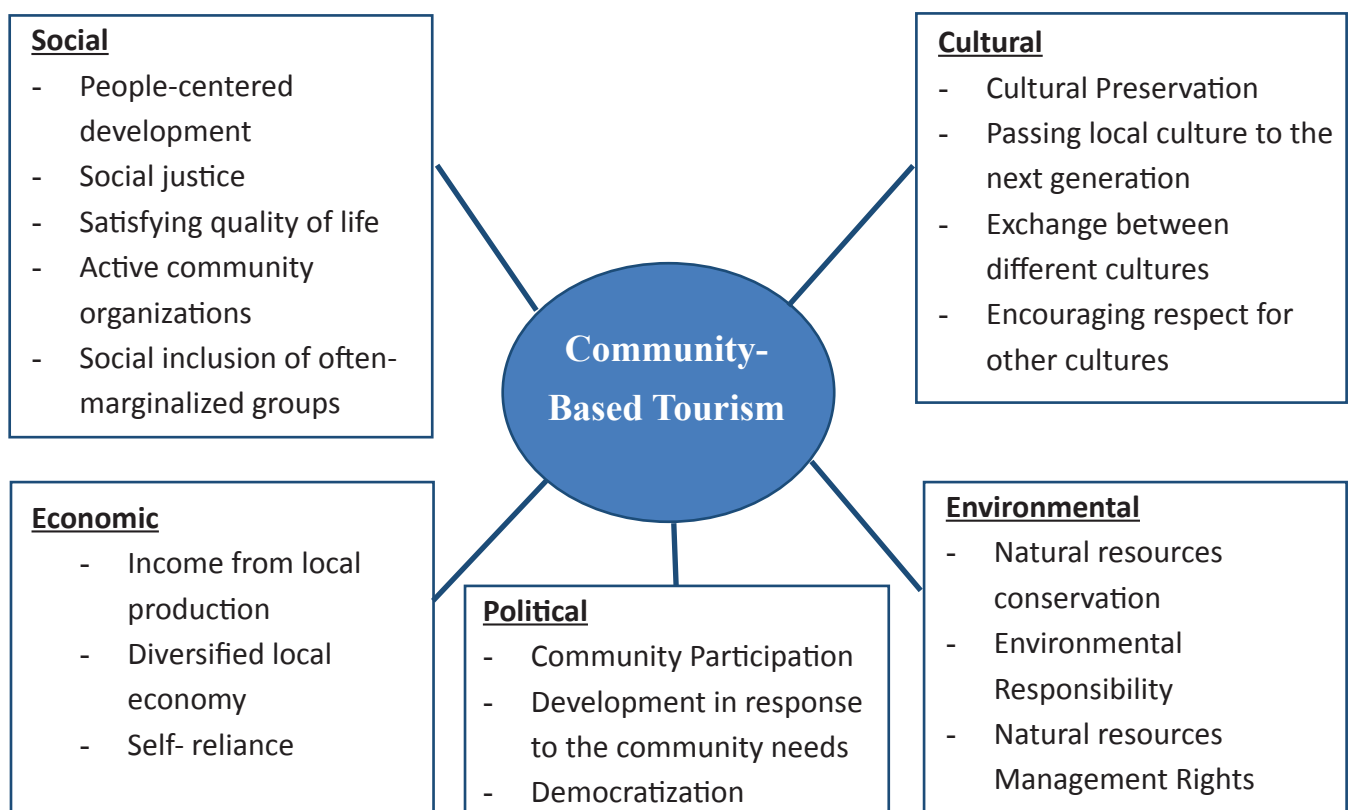 Social
- People-centered
development
- Social justice
- Satisfying quality of life
- Active community
organizations
- Social inclusion of often-
marginalized groups
Cultural
- Cultural Preservation
- Passing local culture to the
next generation
- Exchange between
different cultures
- Encouraging respect for
other cultures
Community-
Based Tourism
Economic
- Income from local
production
- Diversified local
economy
- Self- reliance
Political
- Community Participation
- Development in response
to the community needs
- Democratization
Environmental
- Natural resources
conservation
- Environmental
Responsibility
- Natural resources
Management Rights